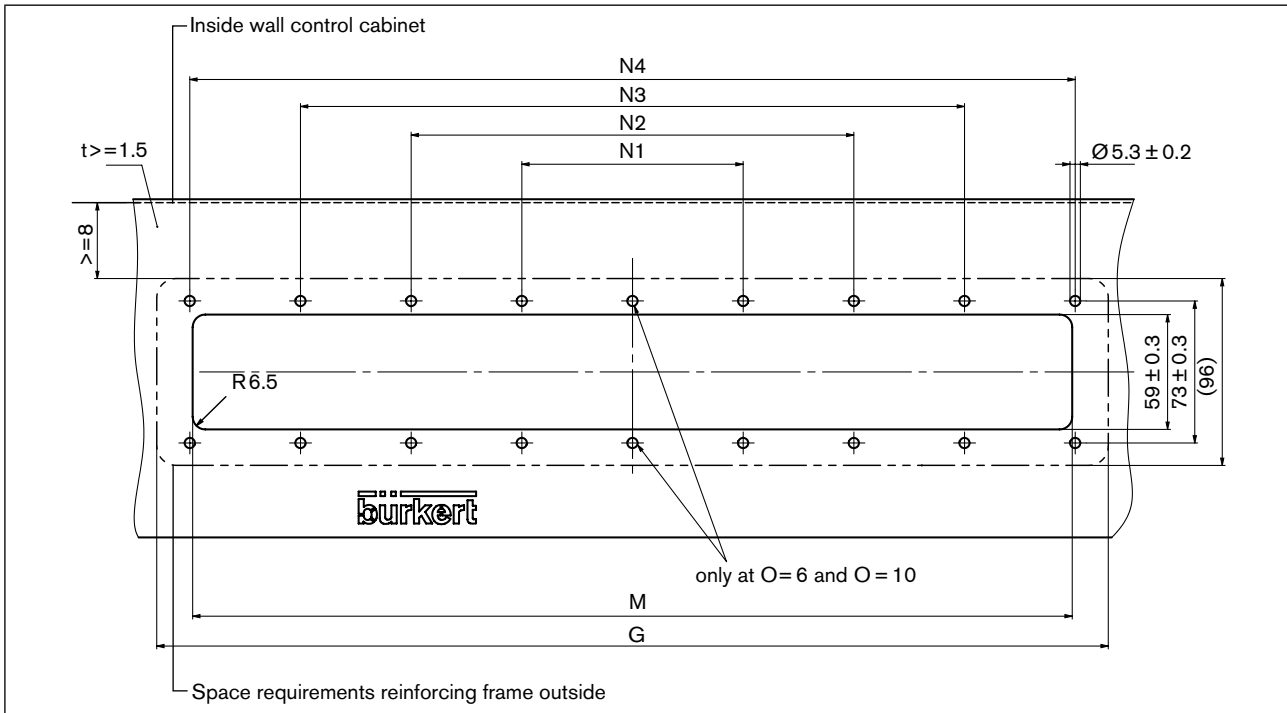 Inside wall control cabinet
N4
N3
N2
N1
t>=1.5
Ø5.3±0.2
>=8
R6.5
59±0.3
73±0.3
(96)
bürkert
only at O=6 and O=10
M
G
Space requirements reinforcing frame outside